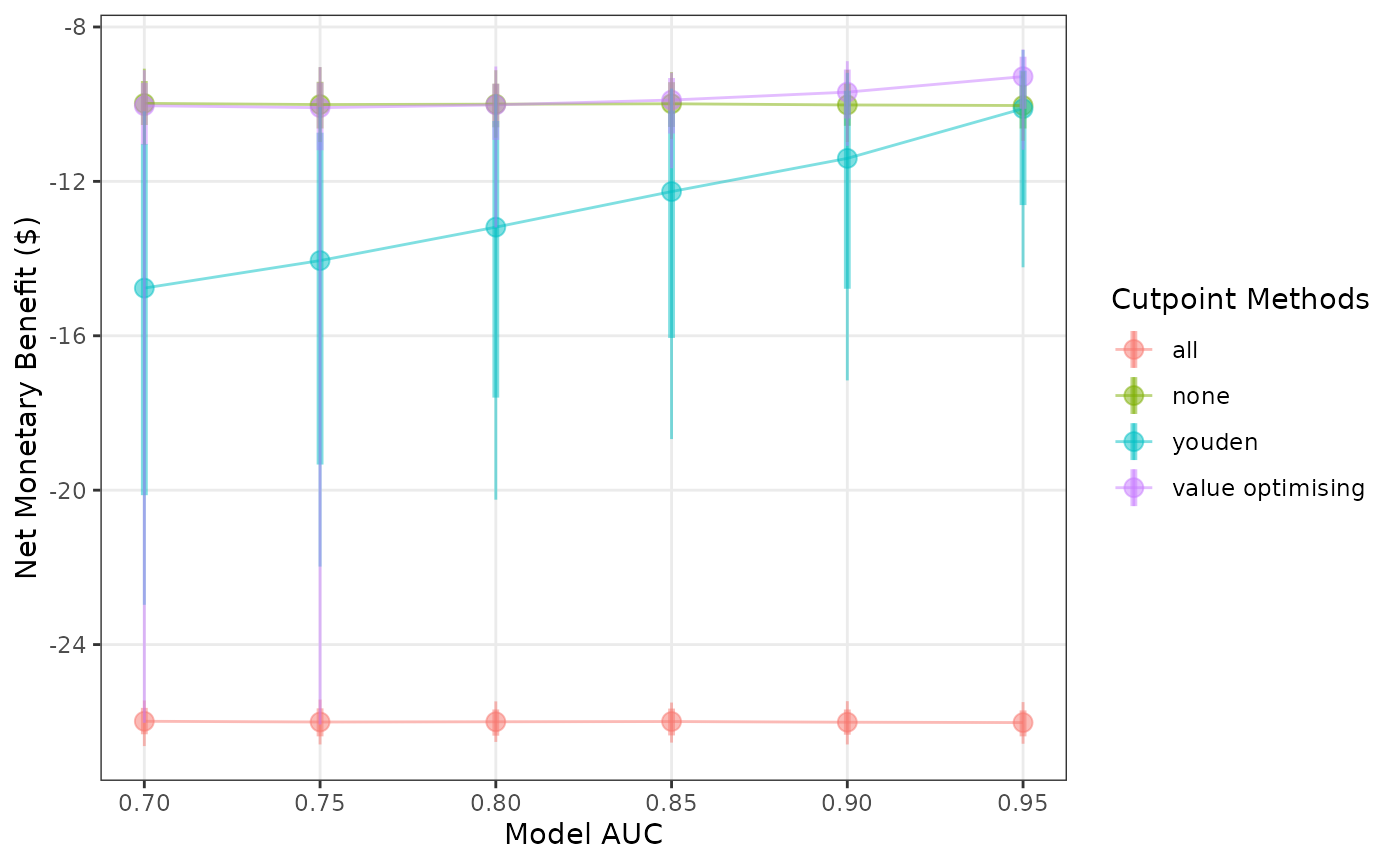 Net Monetary Benefit ($)
-8
-12
-16
-20
-24
0.70 0.75 0.80 0.85 0.90 0.95
Model AUC
Cutpoint Methods
all
none
youden
value optimising